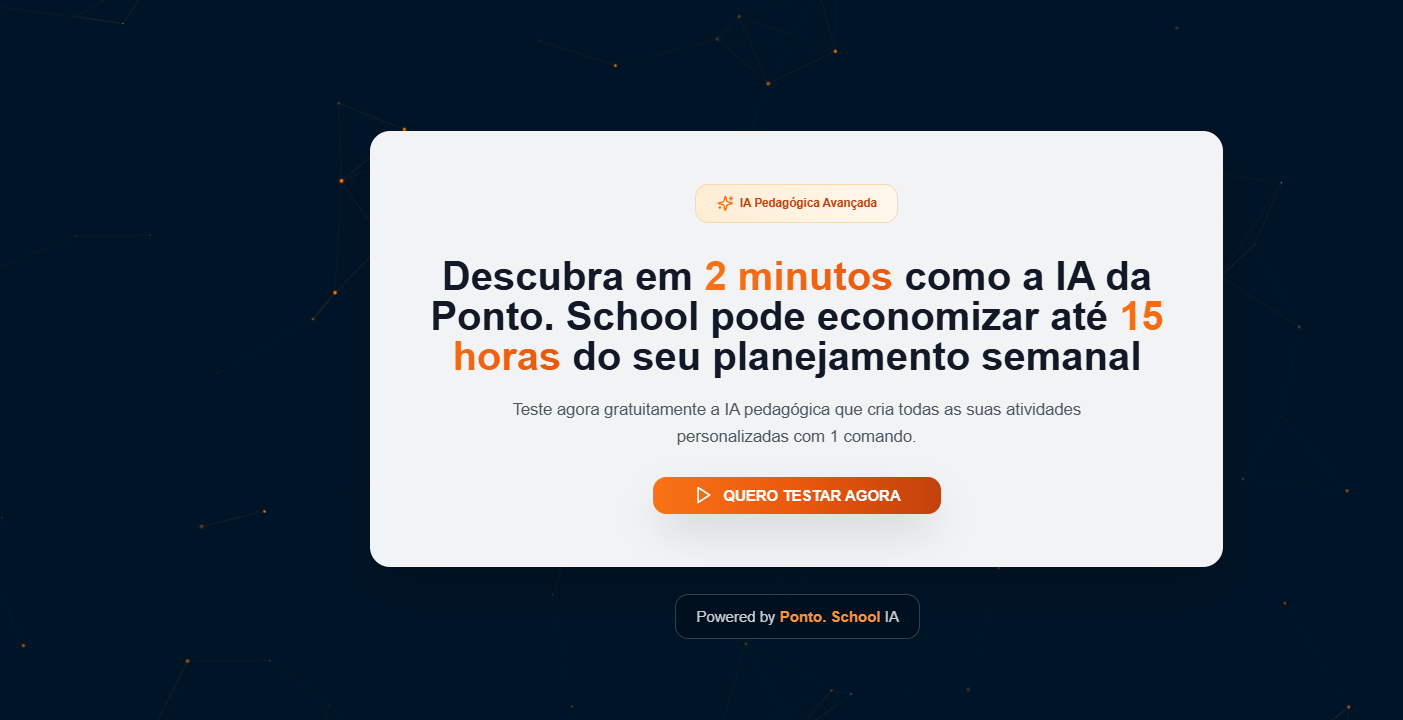 IA Pedagógica Avançada
Descubra em 2 minutos como a IA da
Ponto. School pode economizar até 15
horas do seu planejamento semanal
Teste agora gratuitamente a IA pedagógica que cria todas as suas atividades
personalizadas com 1 comando.
QUERO TESTAR AGORA
Powered by Ponto. School IA